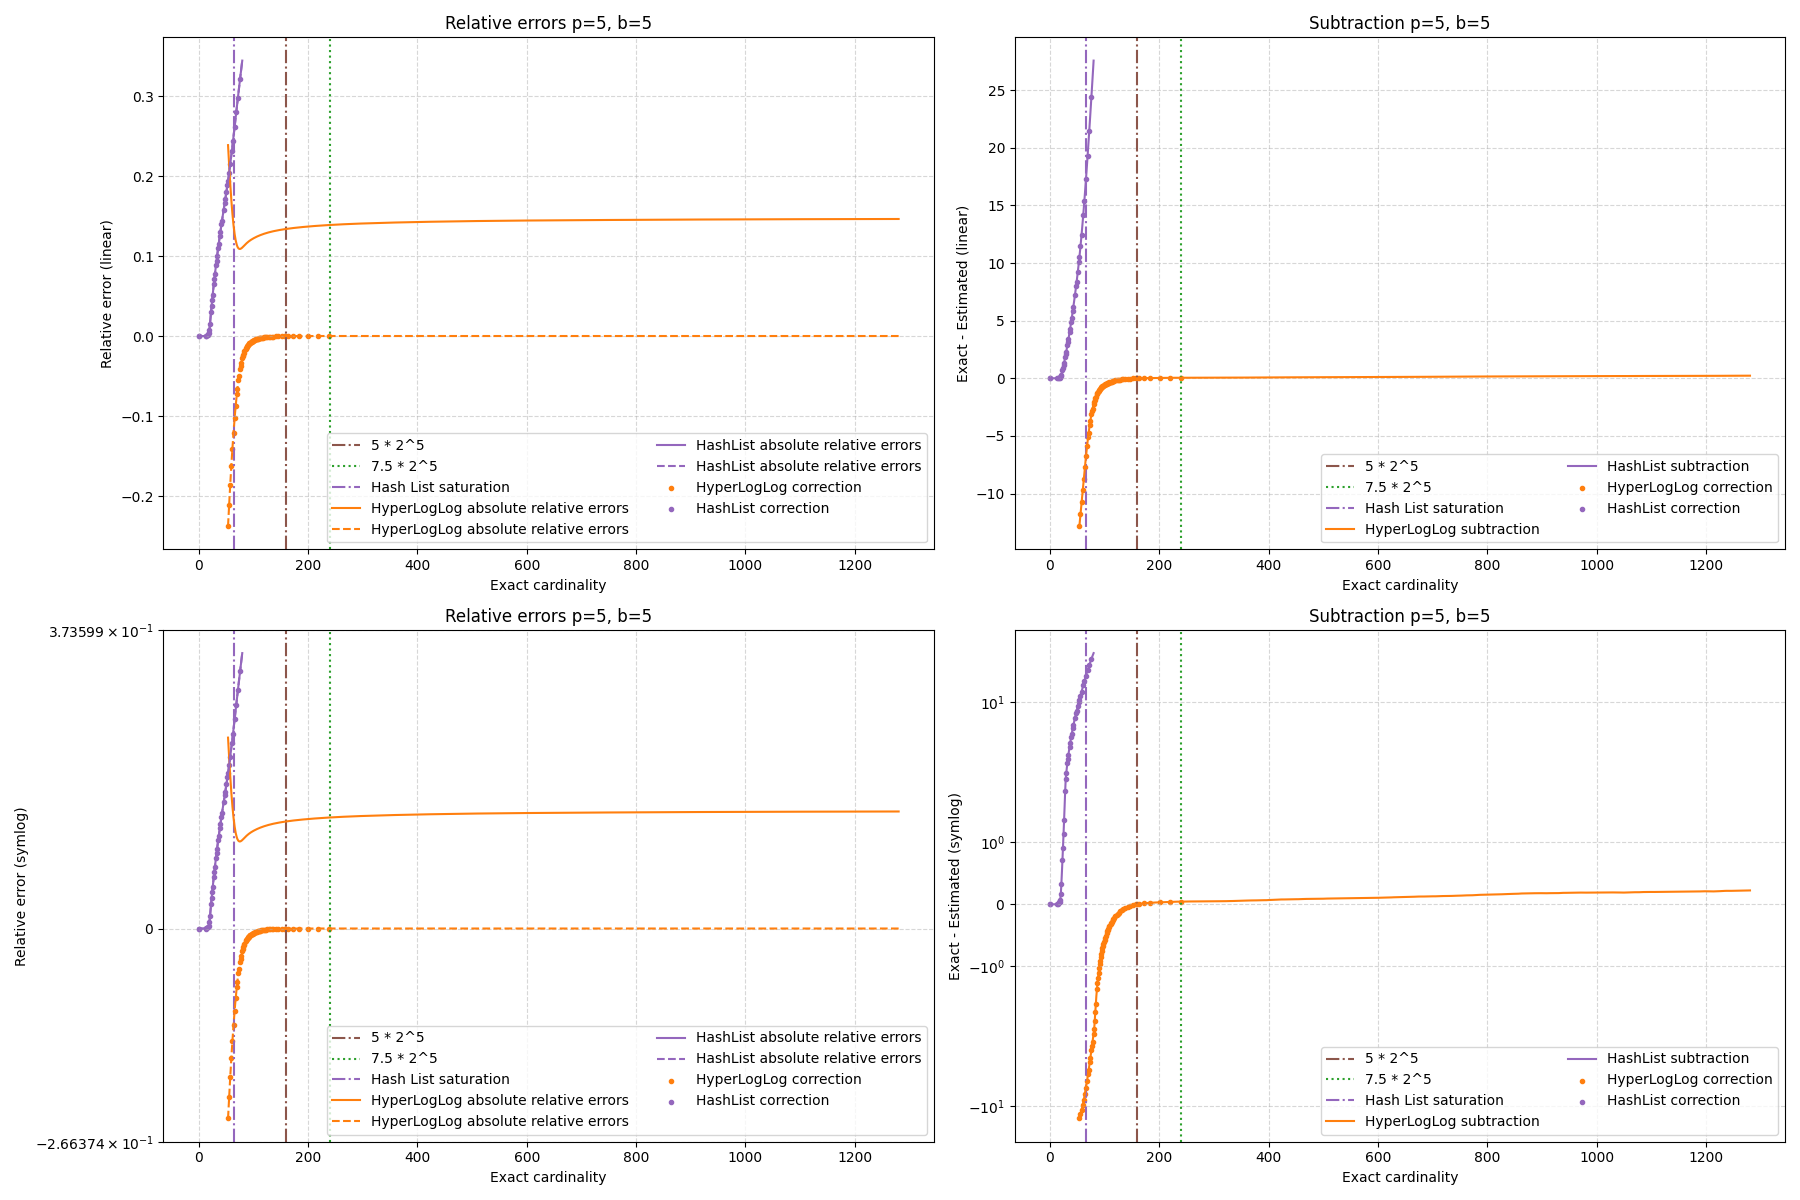 Relative errors p=5, b=5
0.3
0.2
0.1
0.0
−0.1
−0.2
Relative error (linear)
5 * 2^5
7.5 * 2^5
Hash List saturation
HyperLogLog absolute relative errors
HyperLogLog absolute relative errors
HashList absolute relative errors
HashList absolute relative errors
HyperLogLog correction
HashList correction
0 200 400 600 800 1000 1200
Exact cardinality
Subtraction p=5, b=5
25
20
15
10
5
0
−5
−10
Exact - Estimated (linear)
5 * 2^5
7.5 * 2^5
Hash List saturation
HyperLogLog subtraction
HashList subtraction
HyperLogLog correction
HashList correction
0 200 400 600 800 1000 1200
Exact cardinality
Relative errors p=5, b=5
3.73599 × 10^1
0
−2.66374 × 10^1
Relative error (symlog)
5 * 2^5
7.5 * 2^5
Hash List saturation
HyperLogLog absolute relative errors
HyperLogLog absolute relative errors
HashList absolute relative errors
HashList absolute relative errors
HyperLogLog correction
HashList correction
0 200 400 600 800 1000 1200
Exact cardinality
Subtraction p=5, b=5
10^1
10^0
0
−10^0
−10^1
Exact - Estimated (symlog)
5 * 2^5
7.5 * 2^5
Hash List saturation
HyperLogLog subtraction
HashList subtraction
HyperLogLog correction
HashList correction
0 200 400 600 800 1000 1200
Exact cardinality